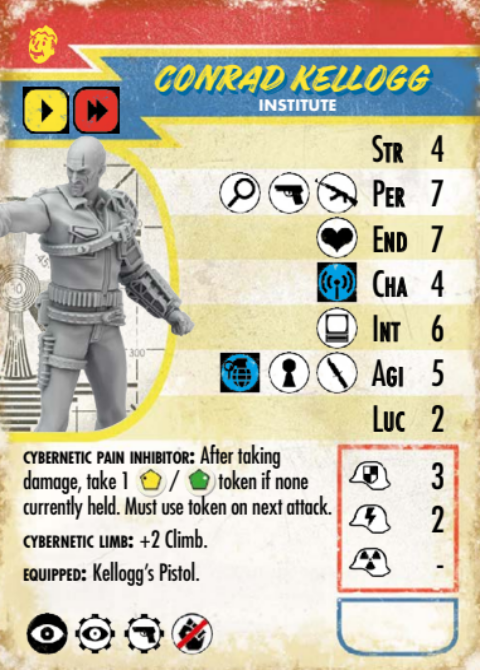 CONRAD KELLOGG
INSTITUTE
STR 4
PER 7
END 7
CHA 4
INT 6
AGI 5
LUC 2
300
CYBERNETIC PAIN INHIBITOR: After taking
damage, take 1 / token if none
currently held. Must use token on next attack.
CYBERNETIC LIMB: +2 Climb.
EQUIPPED: Kellogg's Pistol.
3
2
-